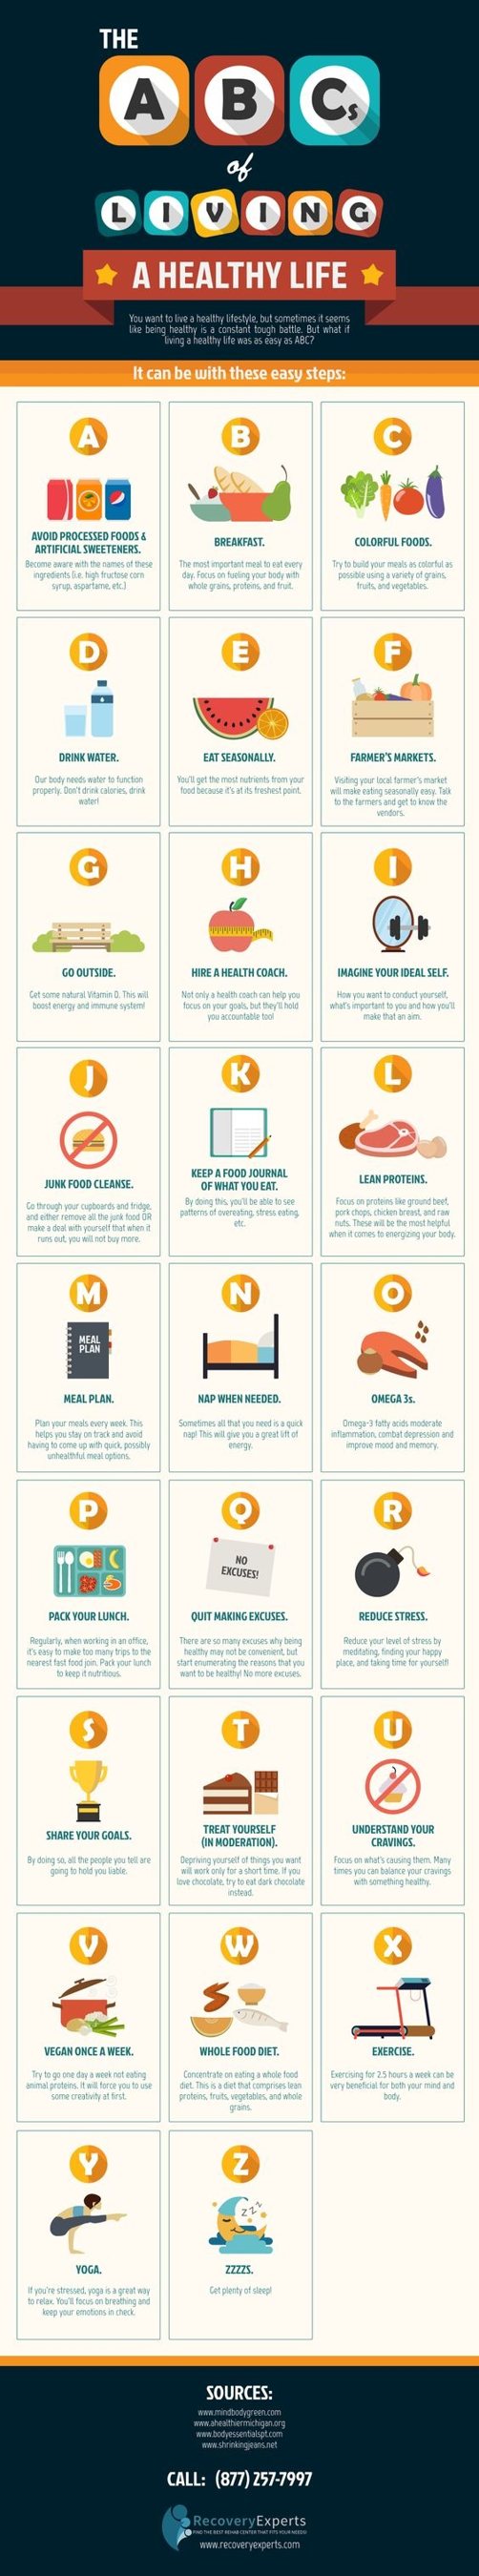 THE
A B Cs
of
LIVING
A HEALTHY LIFE
You want to live a healthy lifestyle, but sometimes it seems
like being healthy is a constant tough battle. But what if
living a healthy life was as easy as ABC?
It can be with these easy steps:
A
AVOID PROCESSED FOODS &
ARTIFICIAL SWEETENERS.
Become aware with the names of these
ingredients (i.e. high fructose corn
syrup, aspartame, etc.)
B
BREAKFAST.
The most important meal to eat every
day. Focus on fueling your body with
whole grains, proteins, and fruit.
C
COLORFUL FOODS.
Try to build your meals as colorful as
possible using a variety of grains,
fruits, and vegetables.
D
DRINK WATER.
Our body needs water to function
properly. Don't drink calories, drink
water!
E
EAT SEASONALLY.
You'll get the most nutrients from your
food because it's at its freshest point.
F
FARMER'S MARKETS.
Visiting your local farmer's market
will make eating seasonally easy. Talk
to the farmers and get to know the
vendors.
G
GO OUTSIDE.
Get some natural Vitamin D. This will
boost energy and immune system!
H
HIRE A HEALTH COACH.
Not only a health coach can help you
focus on your goals, but they'll hold
you accountable too!
I
IMAGINE YOUR IDEAL SELF.
How you want to conduct yourself,
what's important to you and how you'll
make that an aim.
J
JUNK FOOD CLEANSE.
Go through your cupboards and fridge,
and either remove all the junk food OR
make a deal with yourself that when it
runs out, you will not buy more.
K
KEEP A FOOD JOURNAL
OF WHAT YOU EAT.
By doing this, you'll be able to see
patterns of overeating, stress eating,
etc.
L
LEAN PROTEINS.
Focus on proteins like ground beef,
pork chops, chicken breast, and raw
nuts. These will be the most helpful
when it comes to energizing your body.
M
MEAL
PLAN
MEAL PLAN.
Plan your meals every week. This
helps you stay on track and avoid
having to come up with quick, possibly
unhealthful meal options.
N
NAP WHEN NEEDED.
Sometimes all that you need is a quick
nap! This will give you a great lift of
energy.
O
OMEGA 3s.
Omega-3 fatty acids moderate
inflammation, combat depression and
improve mood and memory.
P
PACK YOUR LUNCH.
Regularly, when working in an office,
it's easy to make too many trips to the
nearest fast food join. Pack your lunch
to keep it nutritious.
Q
NO
EXCUSES!
QUIT MAKING EXCUSES.
There are so many excuses why being
healthy may not be convenient, but
start enumerating the reasons that you
want to be healthy! No more excuses.
R
REDUCE STRESS.
Reduce your level of stress by
meditating, finding your happy
place, and taking time for yourself!
S
SHARE YOUR GOALS.
By doing so, all the people you tell are
going to hold you liable.
T
TREAT YOURSELF
(IN MODERATION).
Depriving yourself of things you want
will work only for a short time. If you
love chocolate, try to eat dark chocolate
instead.
U
UNDERSTAND YOUR
CRAVINGS.
Focus on what's causing them. Many
times you can balance your cravings
with something healthy.
V
VEGAN ONCE A WEEK.
Try to go one day a week not eating
animal proteins. It will force you to use
some creativity at first.
W
WHOLE FOOD DIET.
Concentrate on eating a whole food
diet. This is a diet that comprises lean
proteins, fruits, vegetables, and whole
grains.
X
EXERCISE.
Exercising for 2.5 hours a week can be
very beneficial for both your mind and
body.
Y
YOGA.
If you're stressed, yoga is a great way
to relax. You'll focus on breathing and
keep your emotions in check.
Z
ZZZ
ZZZZS.
Get plenty of sleep!
SOURCES:
www.mindbodygreen.com
www.ahealthiermichigan.org
www.bodyessentialspt.com
www.shrinkingjeans.net
CALL: (877) 257-7997
RecoveryExperts
FIND THE BEST REHAB CENTER THAT FITS YOUR NEEDS
www.recoveryexperts.com